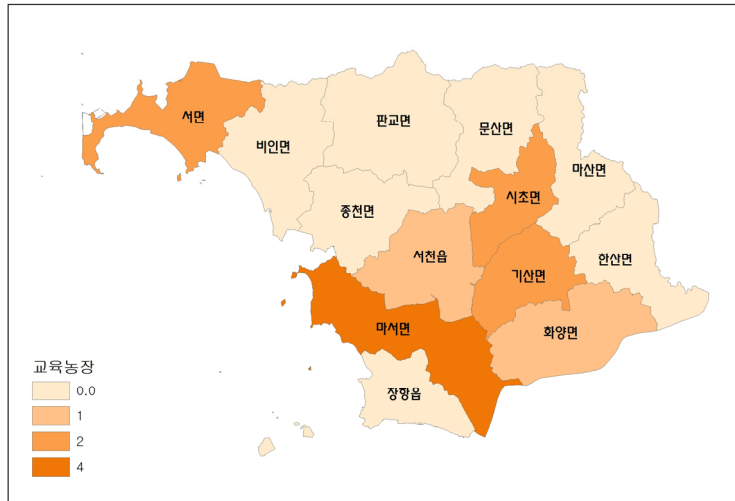 서면
판교면
문산면
비인면
마산면
시초면
종천면
서천읍
한산면
기산면
마서면
화양면
장항읍
교육농장
0.0
1
2
4